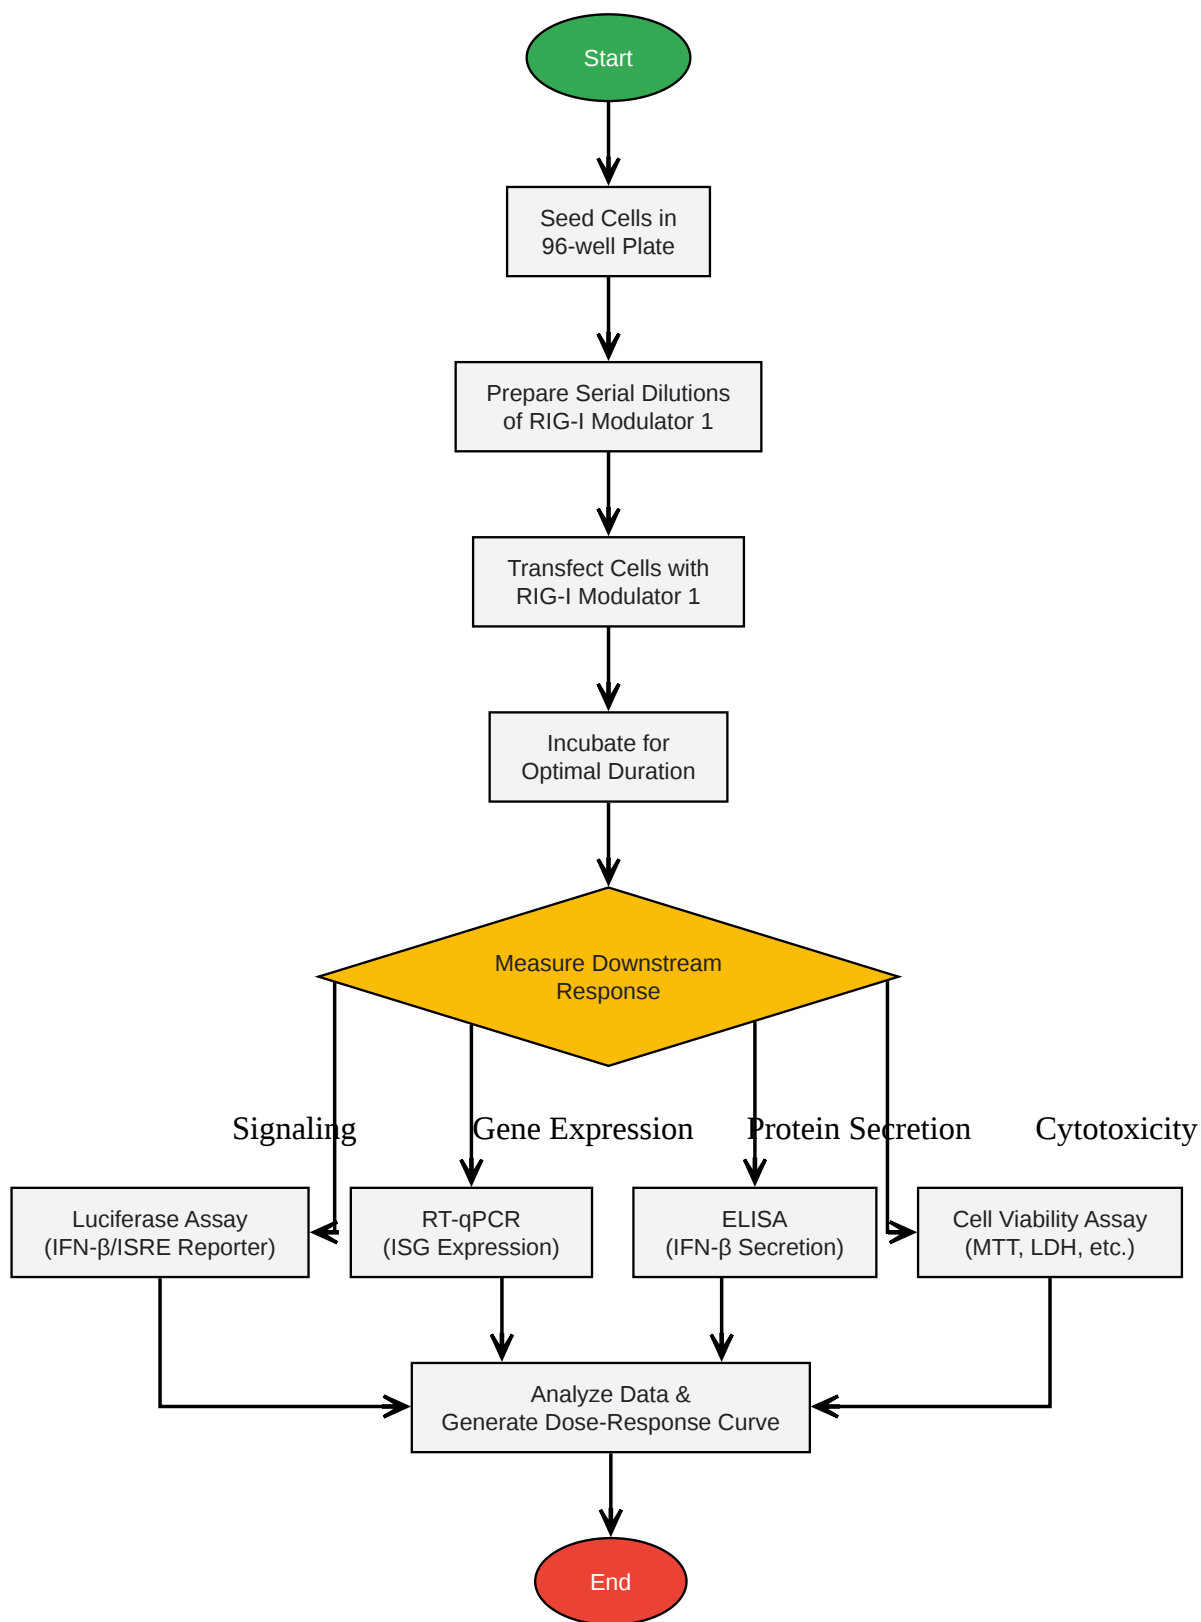 Start
Seed Cells in
96-well Plate
Prepare Serial Dilutions
of RIG-I Modulator 1
Transfect Cells with
RIG-I Modulator 1
Incubate for
Optimal Duration
Measure Downstream
Response
Signaling
Gene Expression
Protein Secretion
Cytotoxicity
Luciferase Assay
(IFN-β/ISRE Reporter)
RT-qPCR
(ISG Expression)
ELISA
(IFN-β Secretion)
Cell Viability Assay
(MTT, LDH, etc.)
Analyze Data &
Generate Dose-Response Curve
End